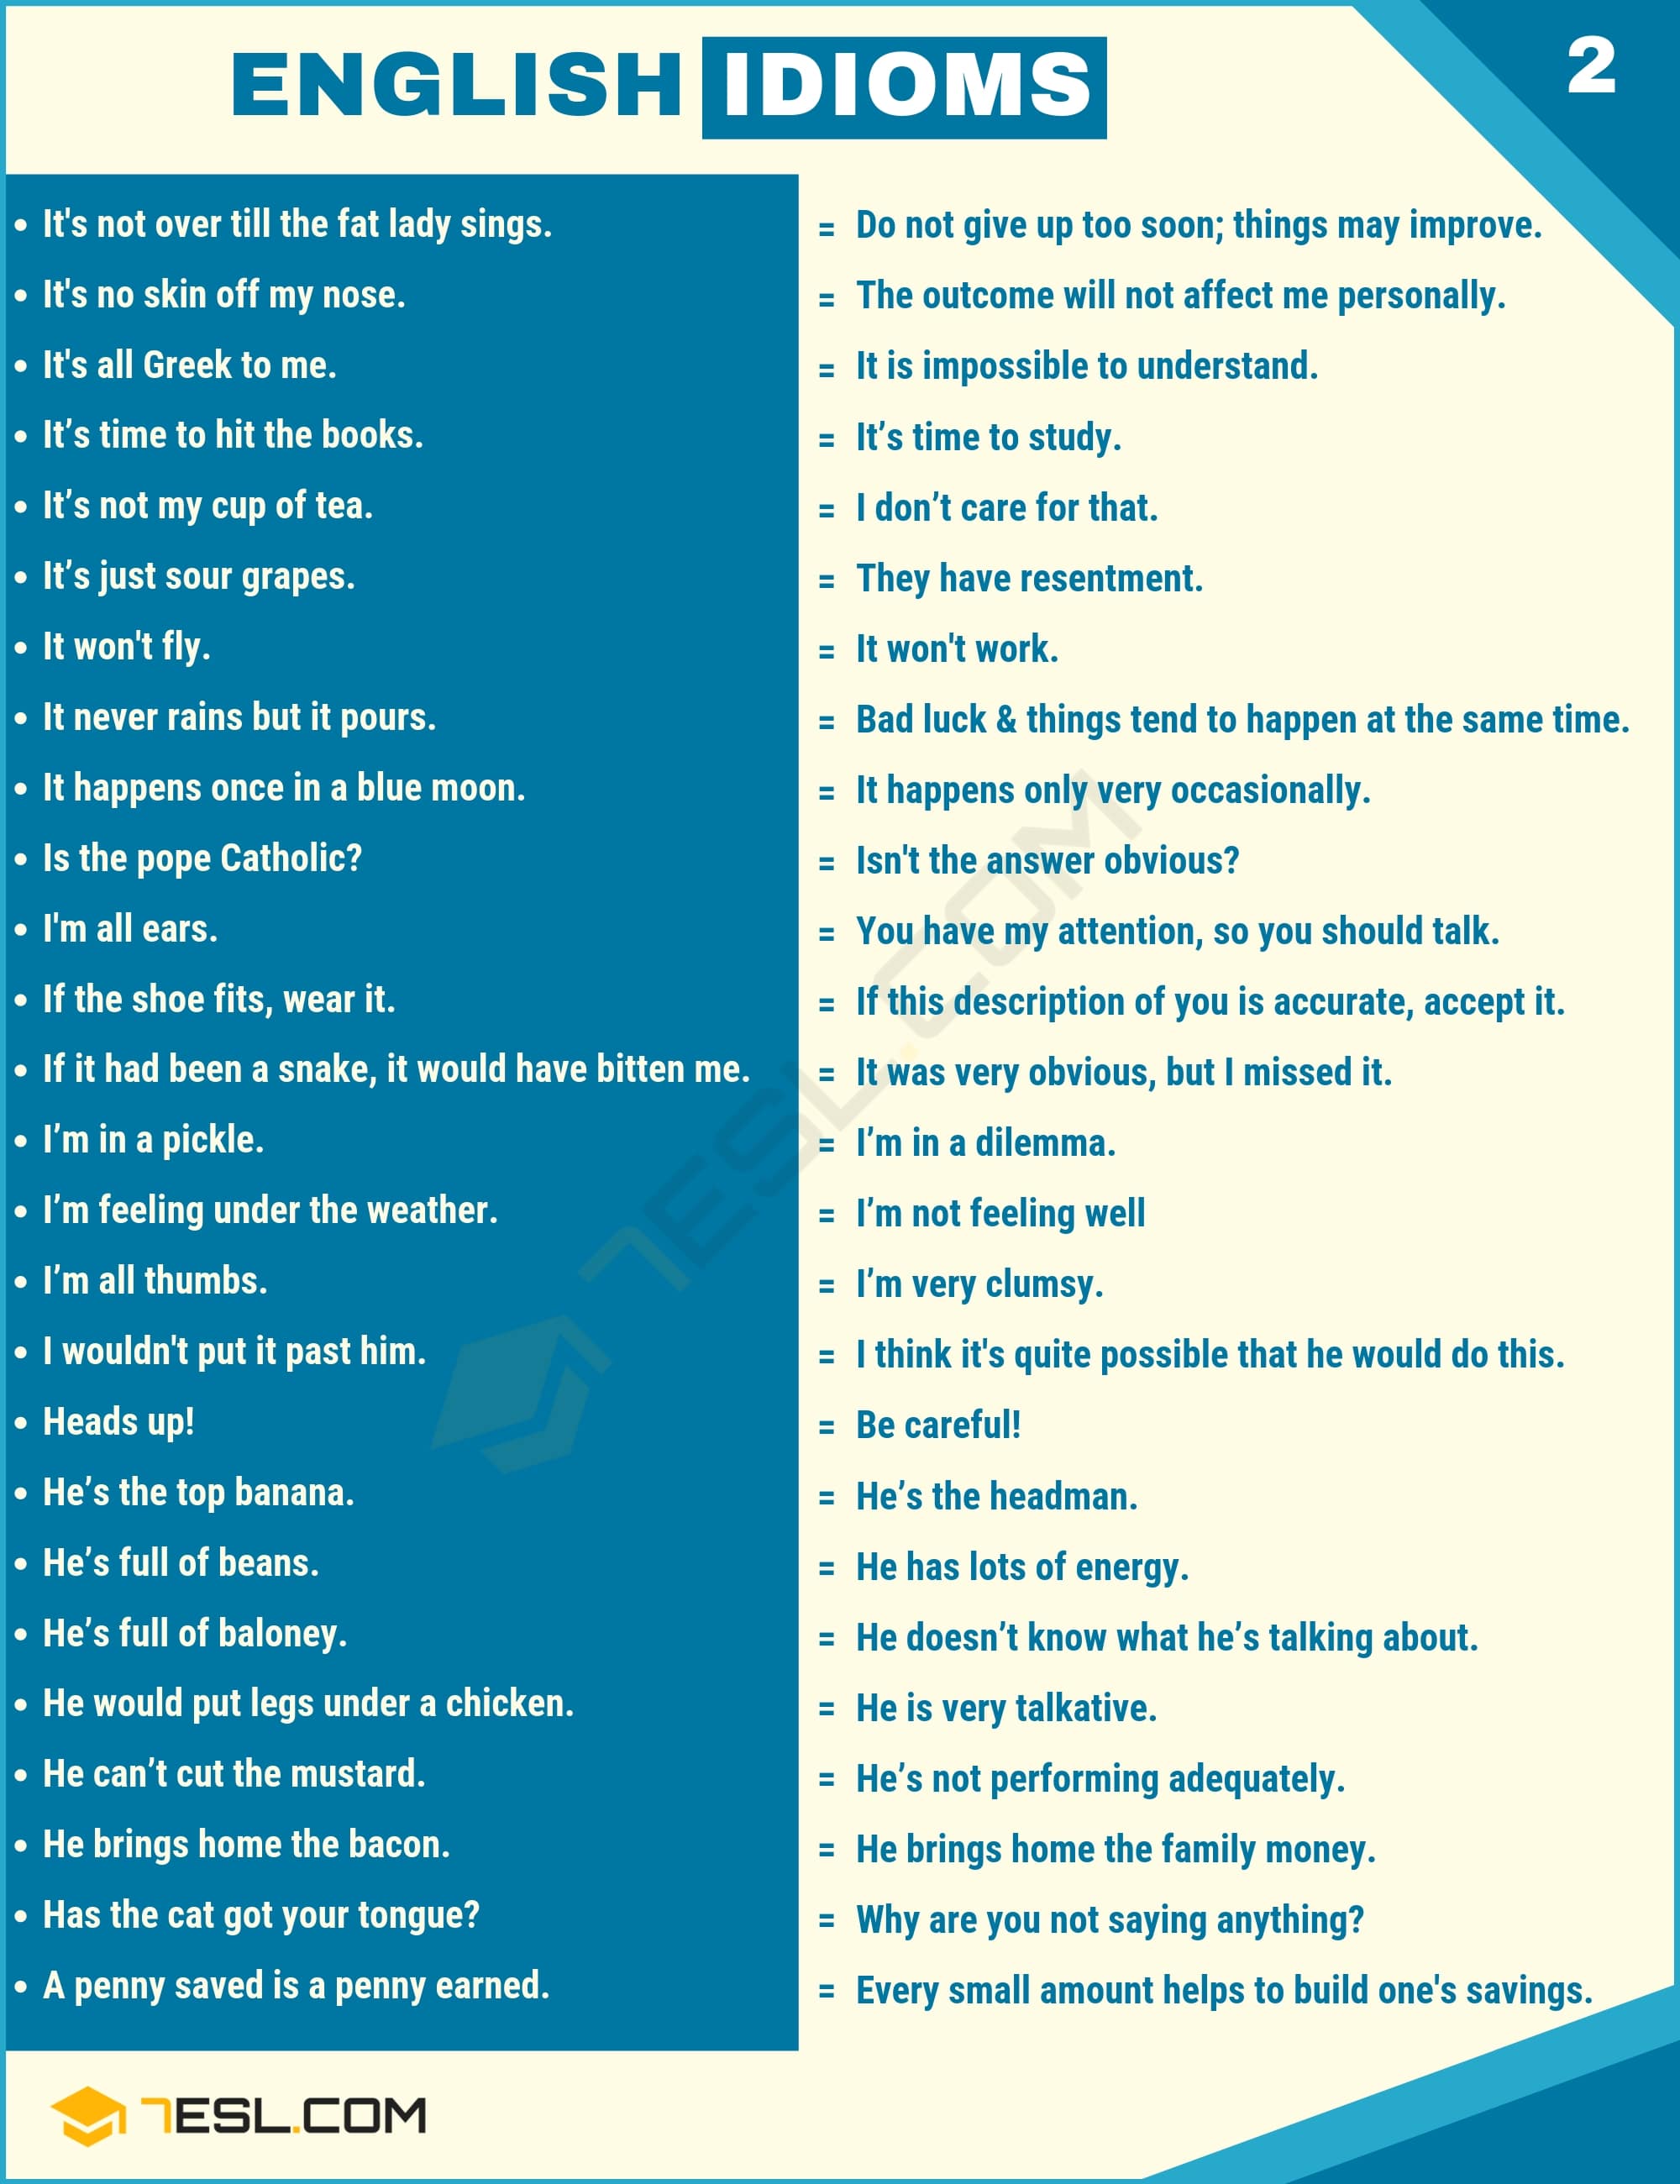 ENGLISH IDIOMS
2
• It's not over till the fat lady sings. = Do not give up too soon; things may improve.
• It's no skin off my nose. = The outcome will not affect me personally.
• It's all Greek to me. = It is impossible to understand.
• It’s time to hit the books. = It’s time to study.
• It’s not my cup of tea. = I don’t care for that.
• It’s just sour grapes. = They have resentment.
• It won't fly. = It won't work.
• It never rains but it pours. = Bad luck & things tend to happen at the same time.
• It happens once in a blue moon. = It happens only very occasionally.
• Is the pope Catholic? = Isn't the answer obvious?
• I'm all ears. = You have my attention, so you should talk.
• If the shoe fits, wear it. = If this description of you is accurate, accept it.
• If it had been a snake, it would have bitten me. = It was very obvious, but I missed it.
• I’m in a pickle. = I’m in a dilemma.
• I’m feeling under the weather. = I’m not feeling well
• I’m all thumbs. = I’m very clumsy.
• I wouldn't put it past him. = I think it's quite possible that he would do this.
• Heads up! = Be careful!
• He’s the top banana. = He’s the headman.
• He’s full of beans. = He has lots of energy.
• He’s full of baloney. = He doesn’t know what he’s talking about.
• He would put legs under a chicken. = He is very talkative.
• He can’t cut the mustard. = He’s not performing adequately.
• He brings home the bacon. = He brings home the family money.
• Has the cat got your tongue? = Why are you not saying anything?
• A penny saved is a penny earned. = Every small amount helps to build one's savings.
7ESL.COM
7ESL.COM